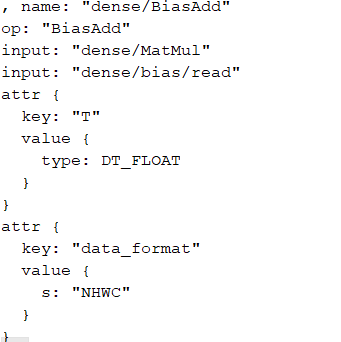 , name: "dense/BiasAdd"
op: "BiasAdd"
input: "dense/MatMul"
input: "dense/bias/read"
attr {
  key: "T"
  value {
    type: DT_FLOAT
  }
}
attr {
  key: "data_format"
  value {
    s: "NHWC"
  }
}